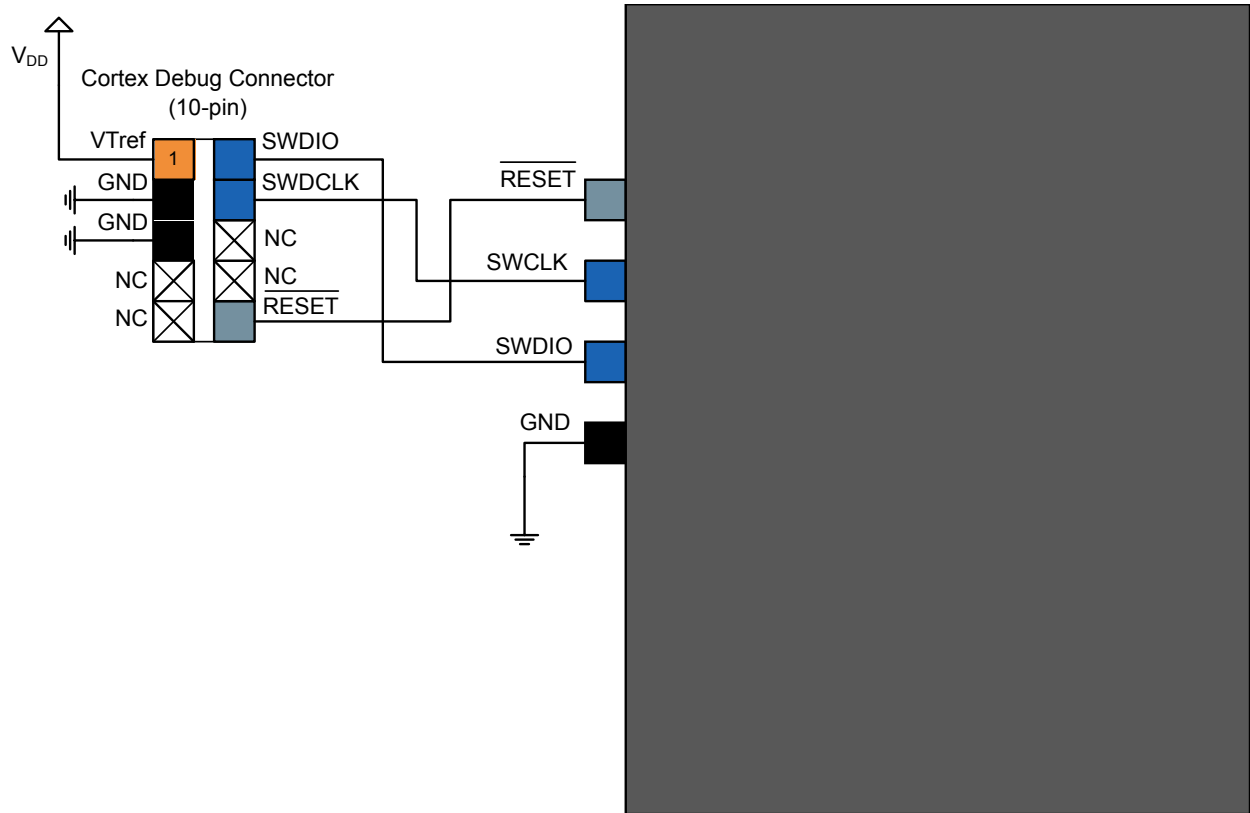 VDD
Cortex Debug Connector
(10-pin)
VTref
1
SWDIO
GND
SWDCLK
GND
NC
NC
NC
NC
RESET
RESET
SWCLK
SWDIO
GND